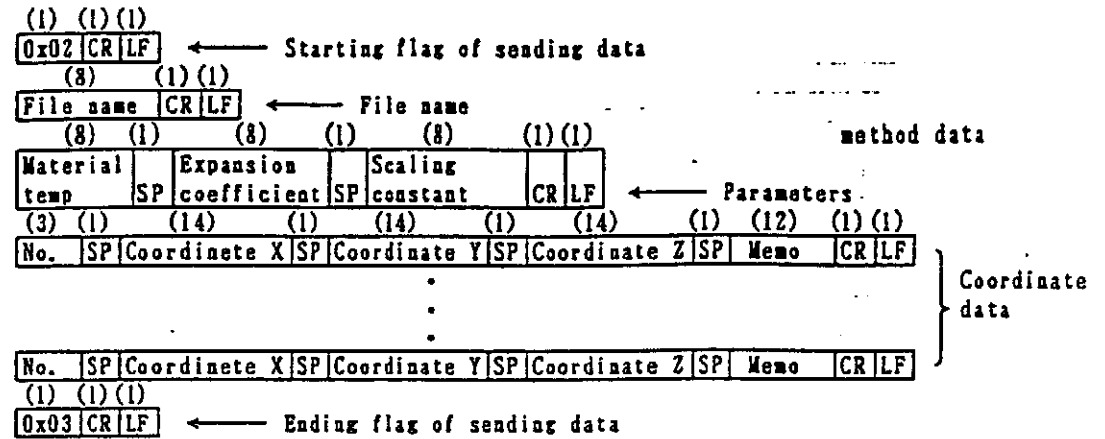 (1) (1) (1)
0x02 CR LF ← Starting flag of sending data
(8) (1) (1)
File name CR LF ← File name
(8) (1) (8) (1) (8) (1) (1) method data
Material temp SP Expansion coefficient SP Scaling constant CR LF ← Parameters
(3) (1) (14) (1) (14) (1) (14) (1) (12) (1) (1)
No. SP Coordinete X SP Coordinate Y SP Coordinate Z SP Memo CR LF
Coordinate data
No. SP Coordinete X SP Coordinate Y SP Coordinate Z SP Memo CR LF
(1) (1) (1)
0x03 CR LF ← Ending flag of sending data